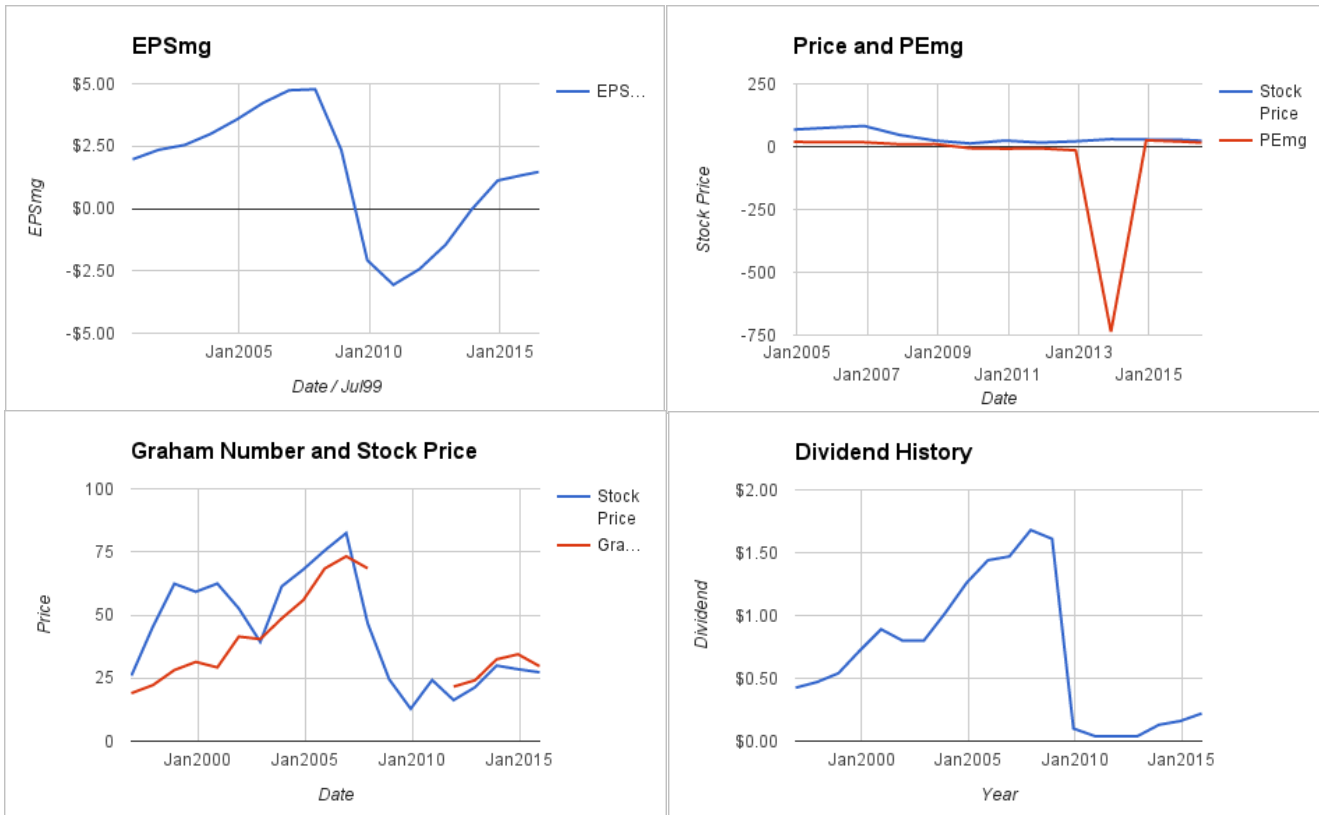 EPSmg
$5.00
$2.50
$0.00
-$2.50
-$5.00
EPSmg
Jan2005
Jan2010
Jan2015
Date / Jul99
EPS...
Price and PEmg
250
0
-250
-500
-750
Stock Price
Jan2005
Jan2009
Jan2013
Jan2007
Jan2011
Jan2015
Date
Stock
Price
PEmg
Graham Number and Stock Price
100
75
50
25
0
Price
Jan2000
Jan2005
Jan2010
Jan2015
Date
Stock
Price
Gra...
Dividend History
$2.00
$1.50
$1.00
$0.50
$0.00
Dividend
Jan2000
Jan2005
Jan2010
Jan2015
Year